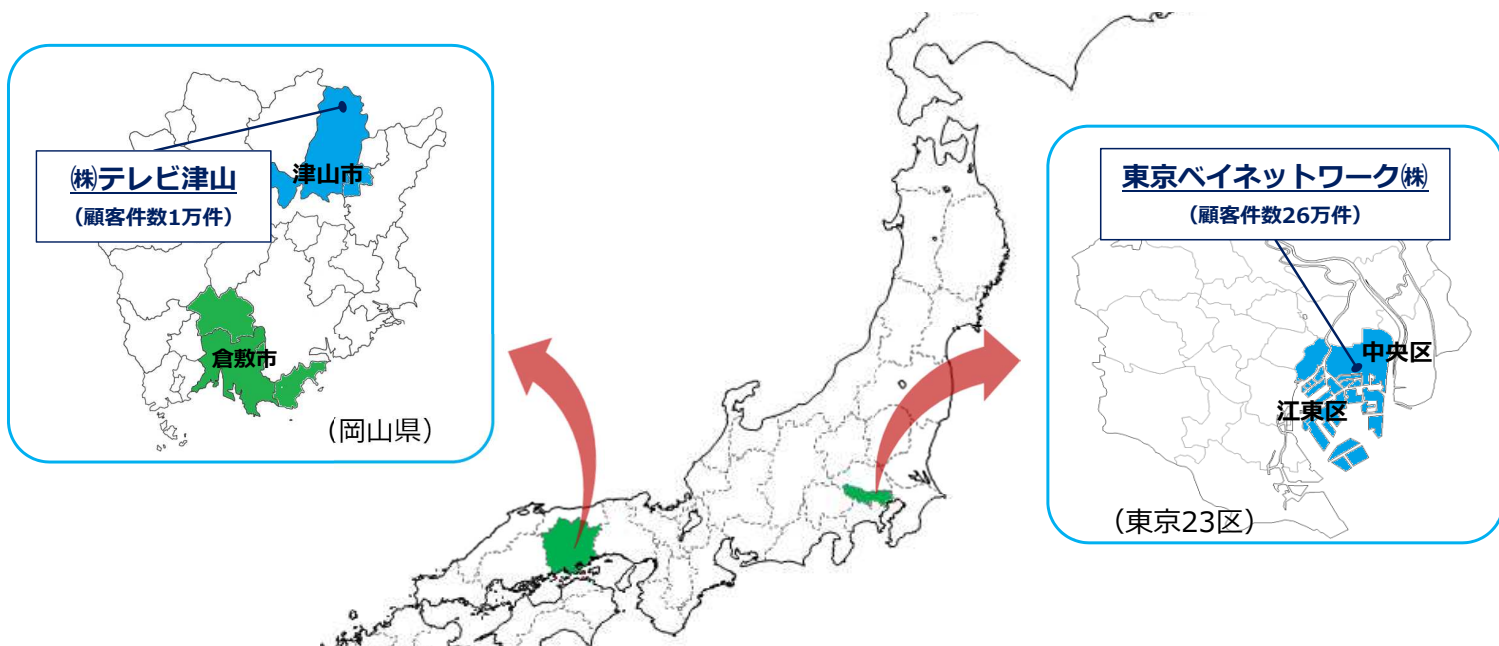 ㈱テレビ津山
（顧客件数1万件）
津山市
倉敷市
（岡山県）
東京ベイネットワーク㈱
（顧客件数26万件）
中央区
江東区
（東京23区）